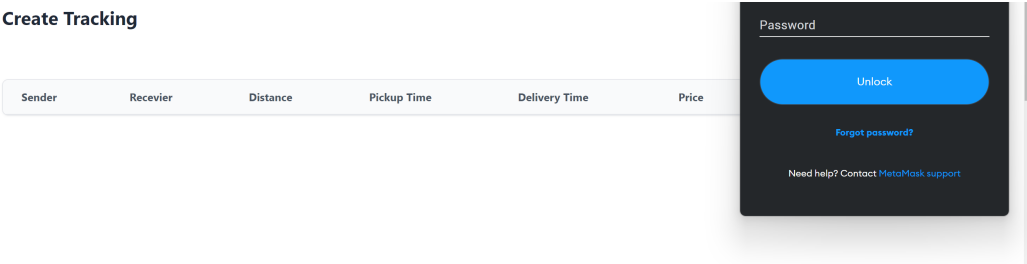 Create Tracking
Sender Recevier Distance Pickup Time Delivery Time Price
Password
Unlock
Forgot password?
Need help? Contact MetaMask support